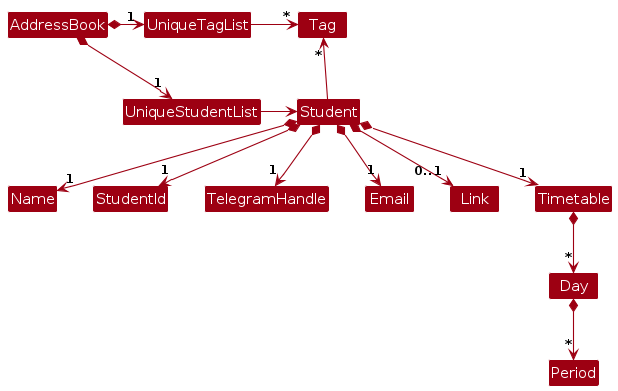 AddressBook 1 UniqueTagList * Tag
*
1
UniqueStudentList Student
1 1 1 1 0..1 1
Name StudentId TelegramHandle Email Link Timetable
*
Day
*
Period